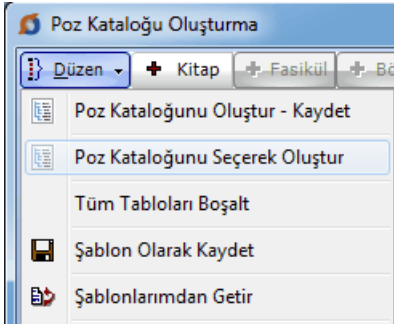 Poz Kataloğu Oluşturma
Düzen Kitap Fasikül
Poz Kataloğunu Oluştur - Kaydet
Poz Kataloğunu Seçerek Oluştur
Tüm Tabloları Boşalt
Şablon Olarak Kaydet
Şablonlarımdan Getir